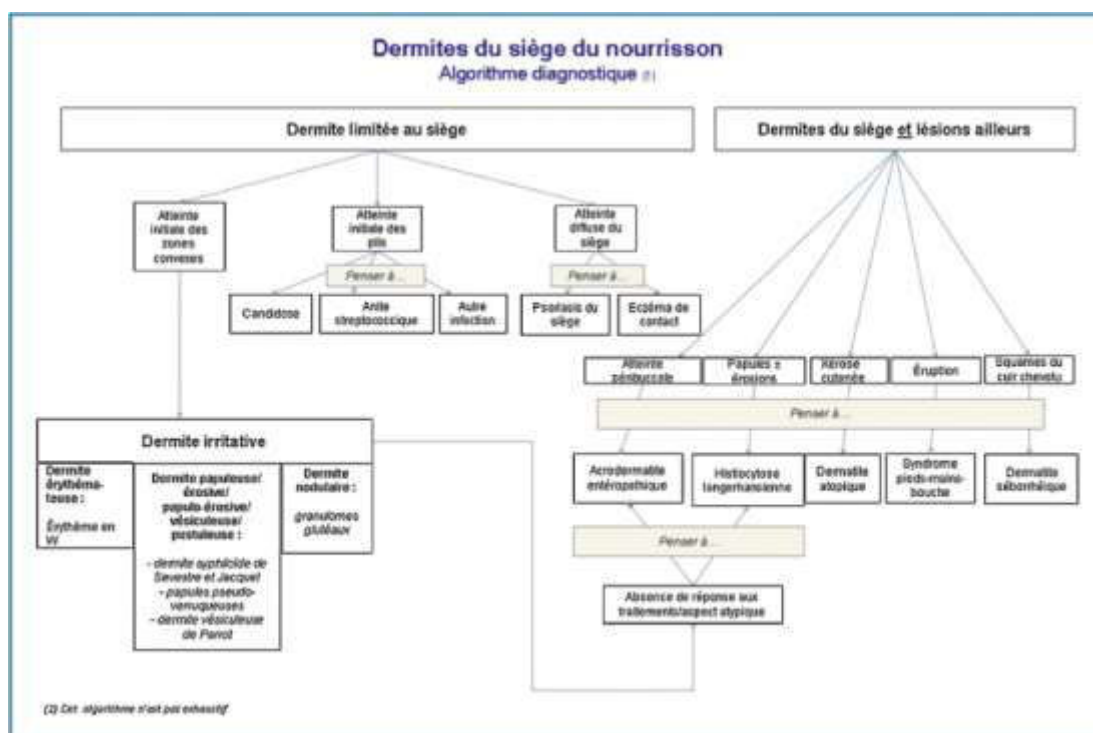 Dermites du siège du nourrisson
Algorithme diagnostique (1)
Dermite limitée au siège
Dermites du siège et lésions ailleurs
Atteinte
initiale des
zones
convexes
Atteinte
initiale des
plis
Atteinte
diffuse du
siège
Penser à...
Penser à...
Candidose
Anite
streptococcique
Autre
infection
Psoriasis du
siège
Eczéma de
contact
Atteinte
péribuccale
Papules ±
érosions
Xérose
cutanée
Éruption
Squames du
cuir chevelu
Penser à...
Dermite irritative
Dermite
érythéma-
teuse :
Érythème en
W
Dermite papuleuse/
érosive/
papulo-érosive/
vésiculeuse/
pustuleuse :
- dermite syphiloïde de
Sevestre et Jacquet
- papules pseudo-
verruqueuses
- dermite vésiculeuse
de Parrot
Dermite
nodulaire :
granulomes
glutéaux
Acrodermatite
entéropathique
Histiocytose
langerhansienne
Dermatite
atopique
Syndrome
pieds-mains-
bouche
Dermatite
séborrhéique
Penser à...
Absence de réponse aux
traitements/aspect atypique
Cet algorithme n'est pas exhaustif